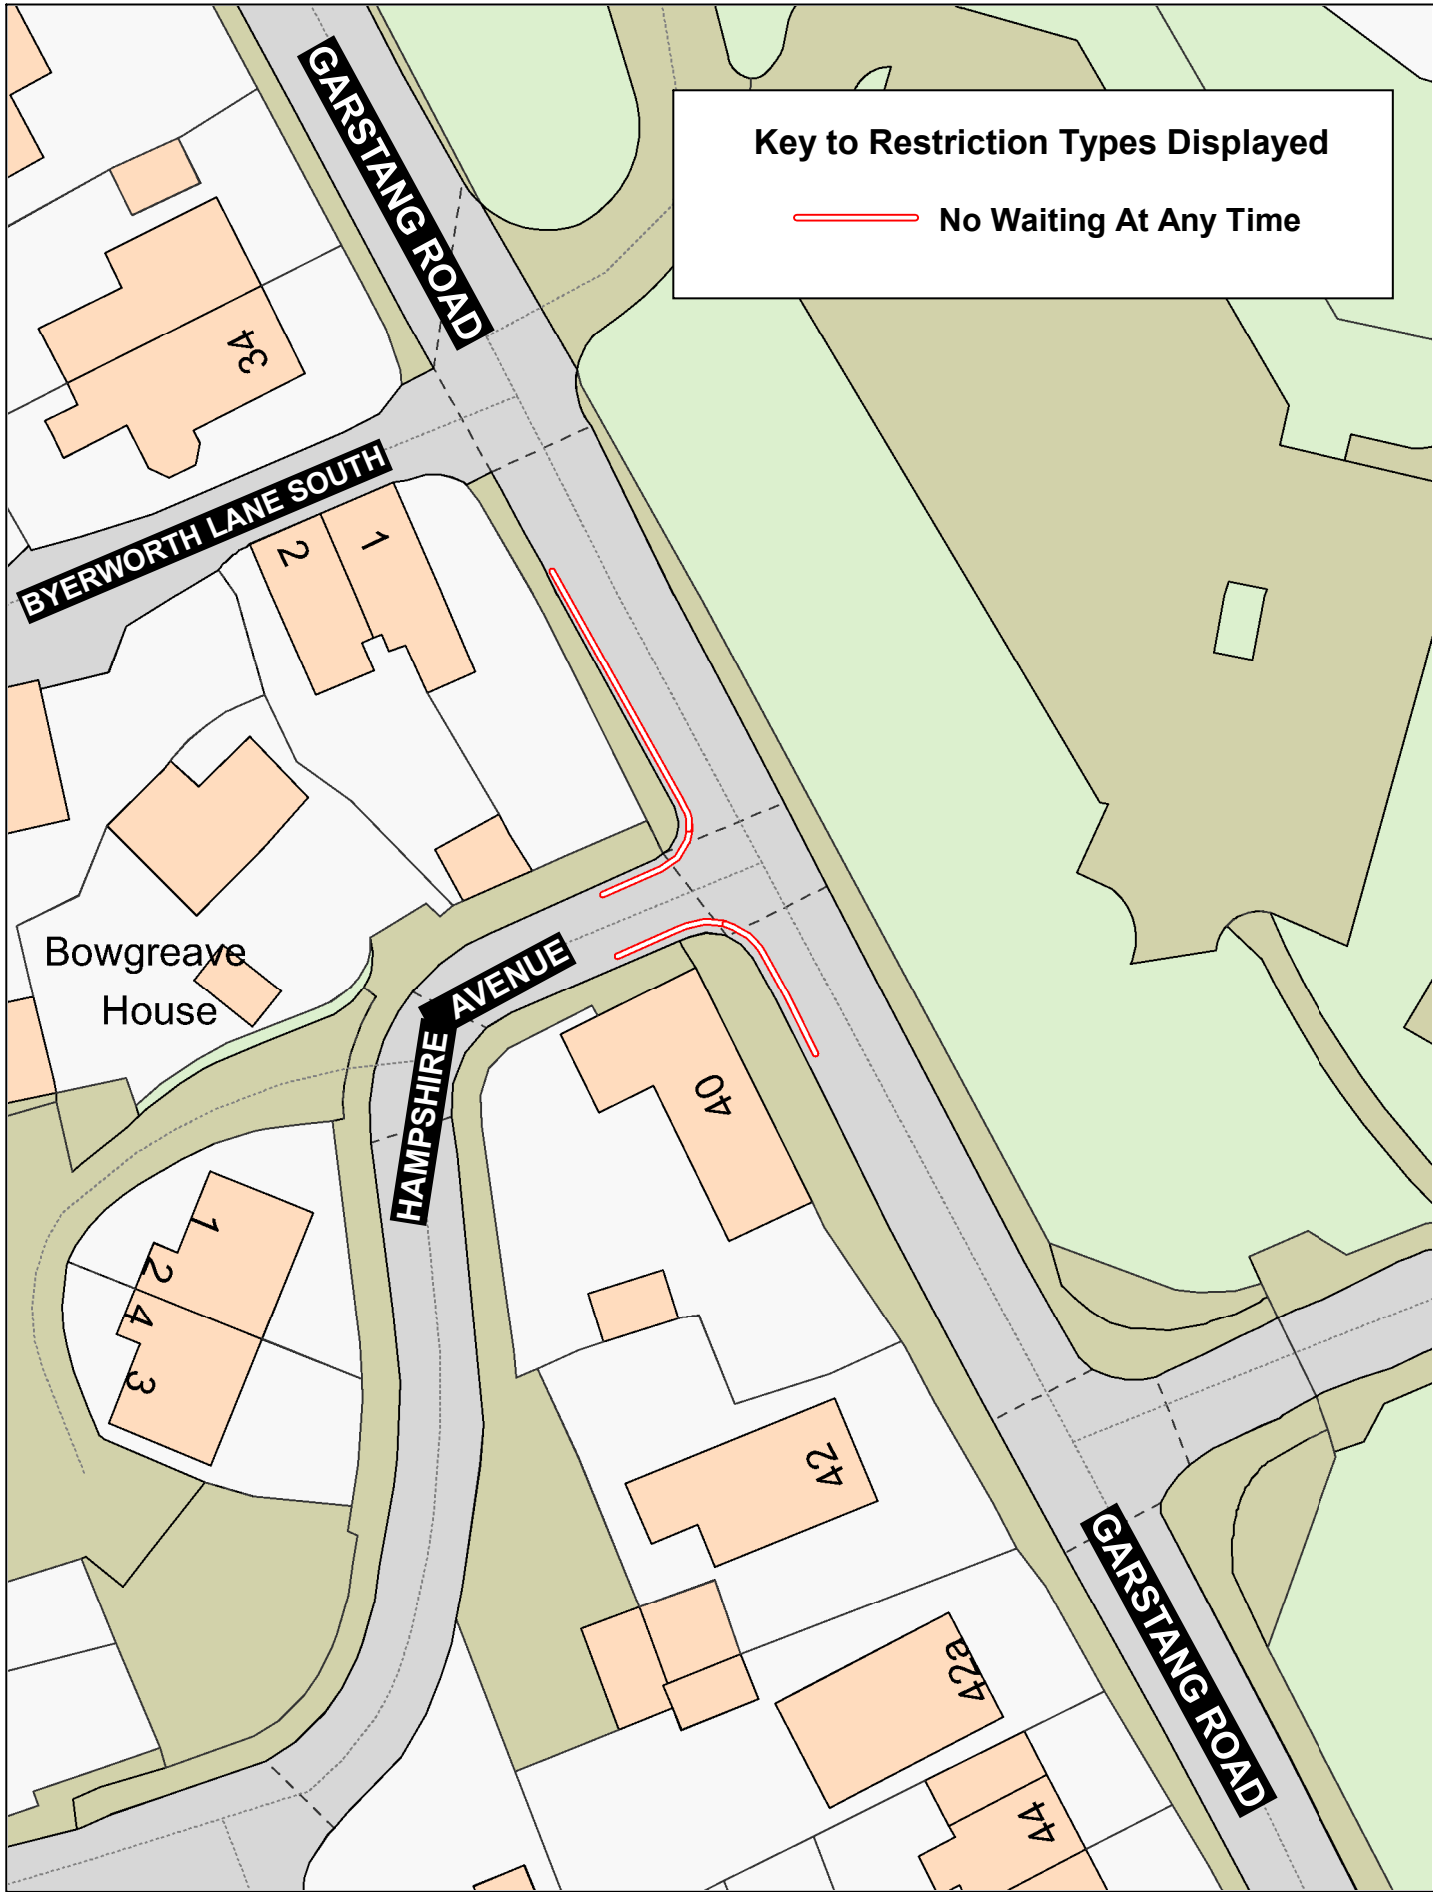 GARSTANG ROAD
Key to Restriction Types Displayed
No Waiting At Any Time
34
BYERWORTH LANE SOUTH
2
1
Bowgreave
House
HAMPSHIRE AVENUE
40
1
2
4
3
42
GARSTANG ROAD
42a
44